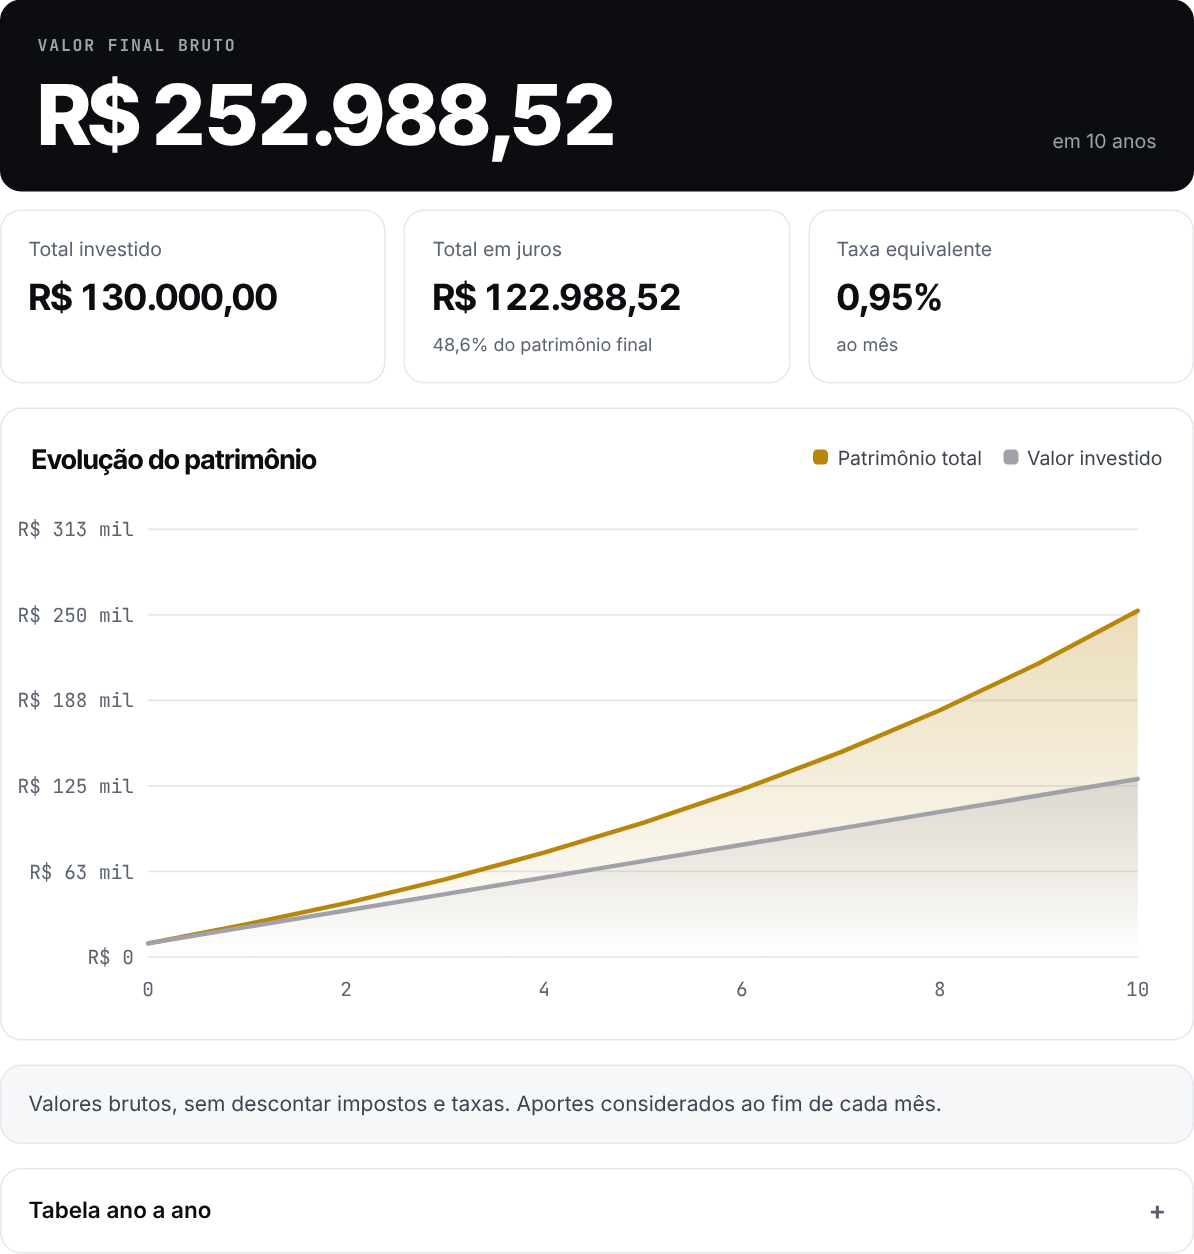 VALOR FINAL BRUTO
R$ 252.988,52
em 10 anos
Total investido
R$ 130.000,00
Total em juros
R$ 122.988,52
48,6% do patrimônio final
Taxa equivalente
0,95%
ao mês
Evolução do patrimônio
Patrimônio total
Valor investido
R$ 313 mil
R$ 250 mil
R$ 188 mil
R$ 125 mil
R$ 63 mil
R$ 0
0 2 4 6 8 10
Valores brutos, sem descontar impostos e taxas. Aportes considerados ao fim de cada mês.
Tabela ano a ano +